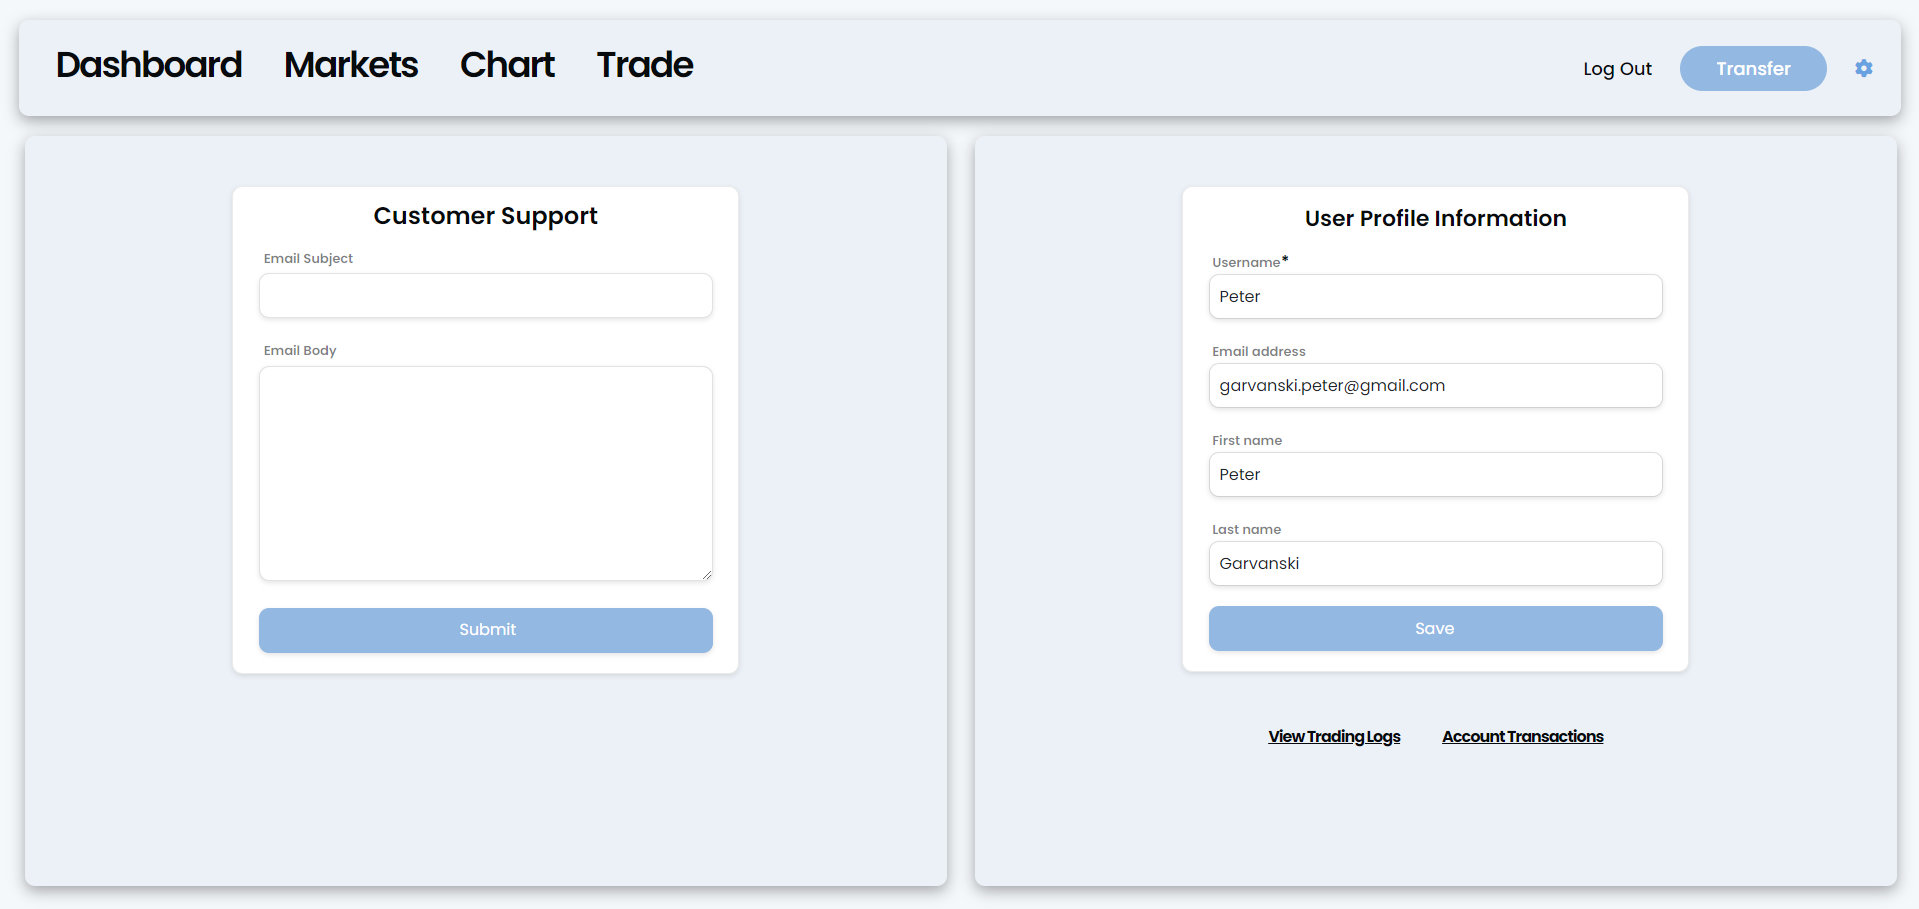 Dashboard Markets Chart Trade Log Out Transfer
Customer Support
Email Subject
Email Body
Submit
User Profile Information
Username*
Peter
Email address
garvanski.peter@gmail.com
First name
Peter
Last name
Garvanski
Save
View Trading Logs Account Transactions